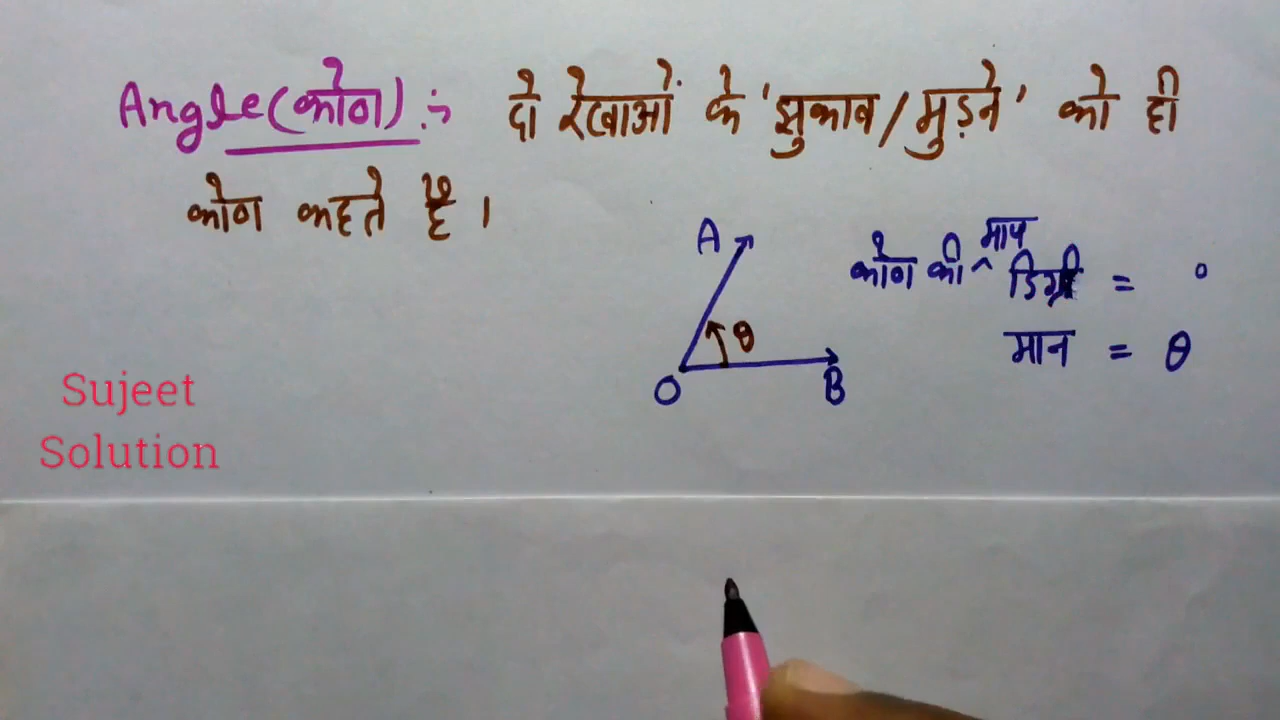 Angle (कोण) :- दो रेखाओं के 'झुकाव/मुड़ने' को ही
कोण कहते है ।
A
θ
O
B
माप
कोण की ^ डिग्री = °
मान = θ
Sujeet
Solution